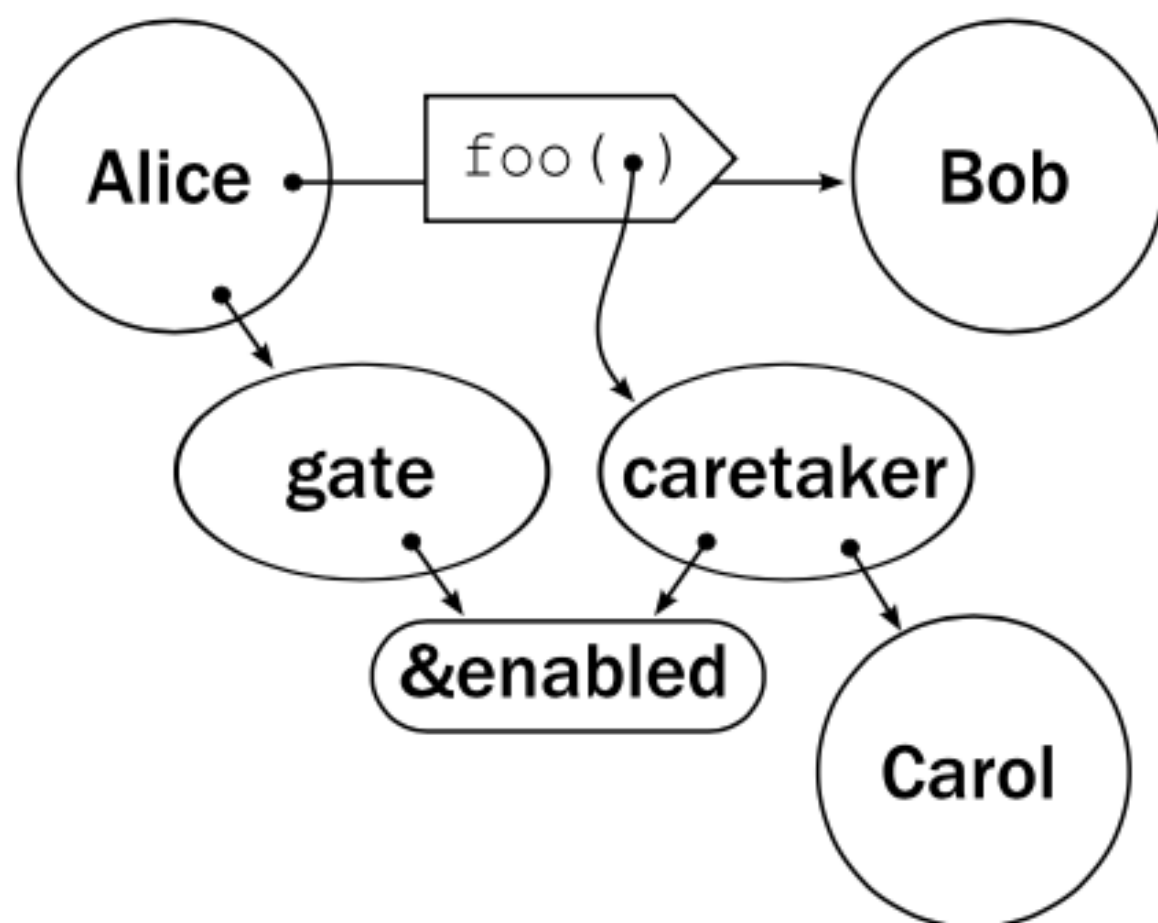 Alice
foo( )
Bob
gate
caretaker
&enabled
Carol